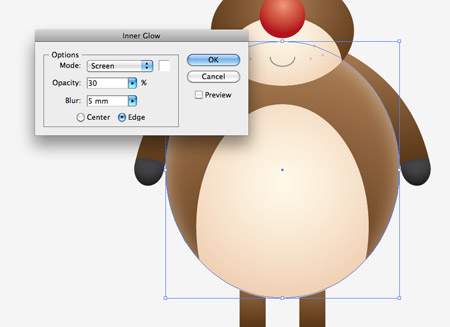 Inner Glow
Options
Mode: Screen
Opacity: 30 %
Blur: 5 mm
Center Edge
OK
Cancel
Preview